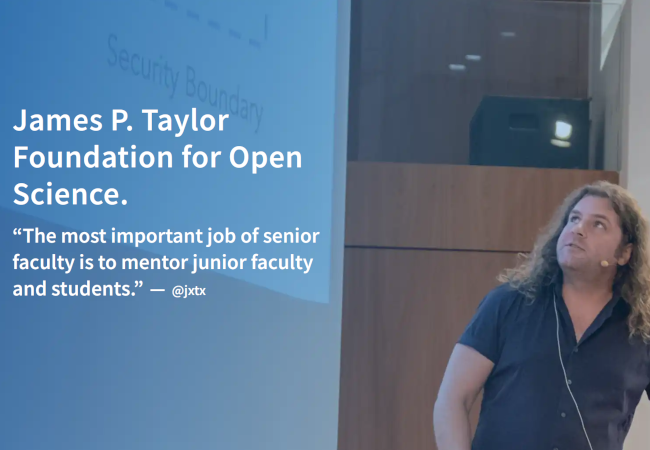 Security Boundary
James P. Taylor
Foundation for Open
Science.
“The most important job of senior
faculty is to mentor junior faculty
and students.” — @jxtx